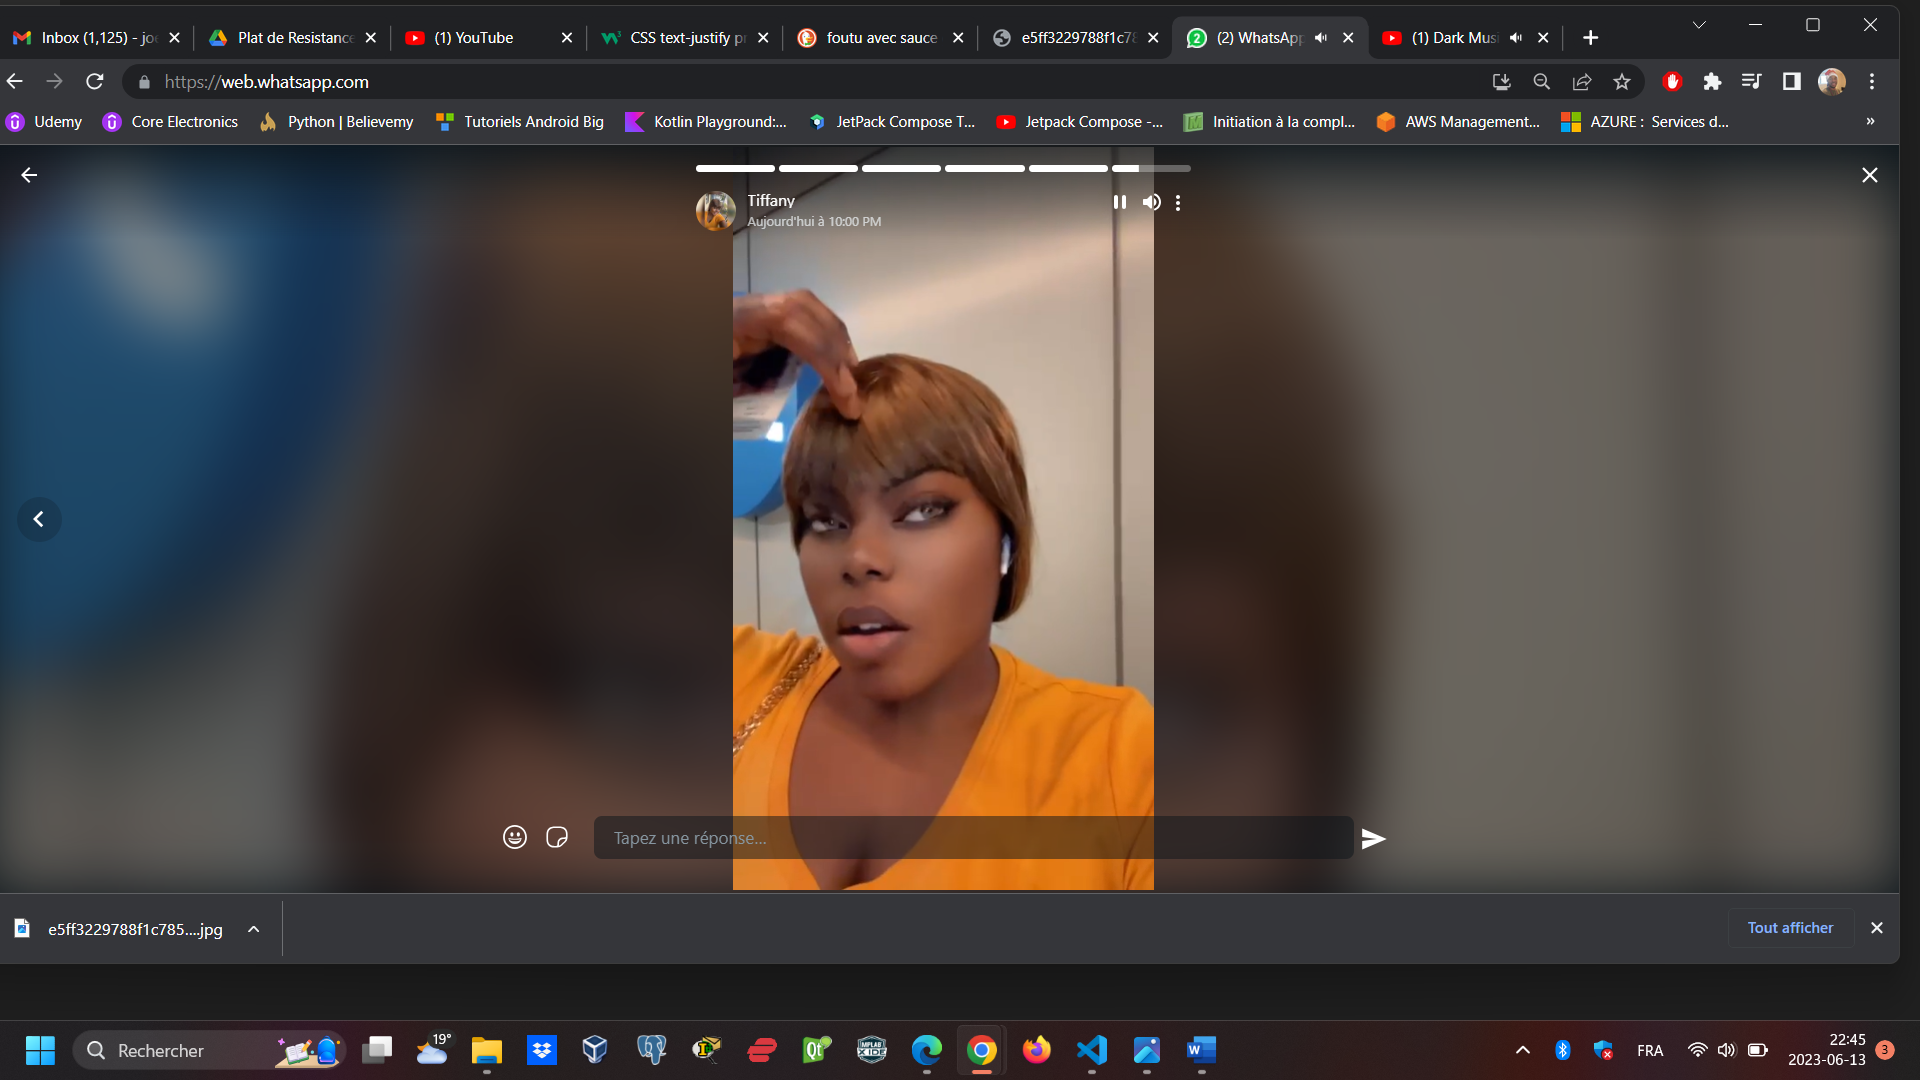 Inbox (1,125) - jo
Plat de Resistance
(1) YouTube
CSS text-justify pr
foutu avec sauce
e5ff3229788f1c78
(2) WhatsApp
(1) Dark Musi
https://web.whatsapp.com
Udemy
Core Electronics
Python | Believemy
Tutoriels Android Big
Kotlin Playground:...
JetPack Compose T...
Jetpack Compose -...
Initiation à la compl...
AWS Management...
AZURE : Services d...
»
Tiffany
Aujourd'hui à 10:00 PM
Tapez une réponse...
e5ff3229788f1c785....jpg
Tout afficher
Rechercher
19°
FRA
22:45
2023-06-13
3